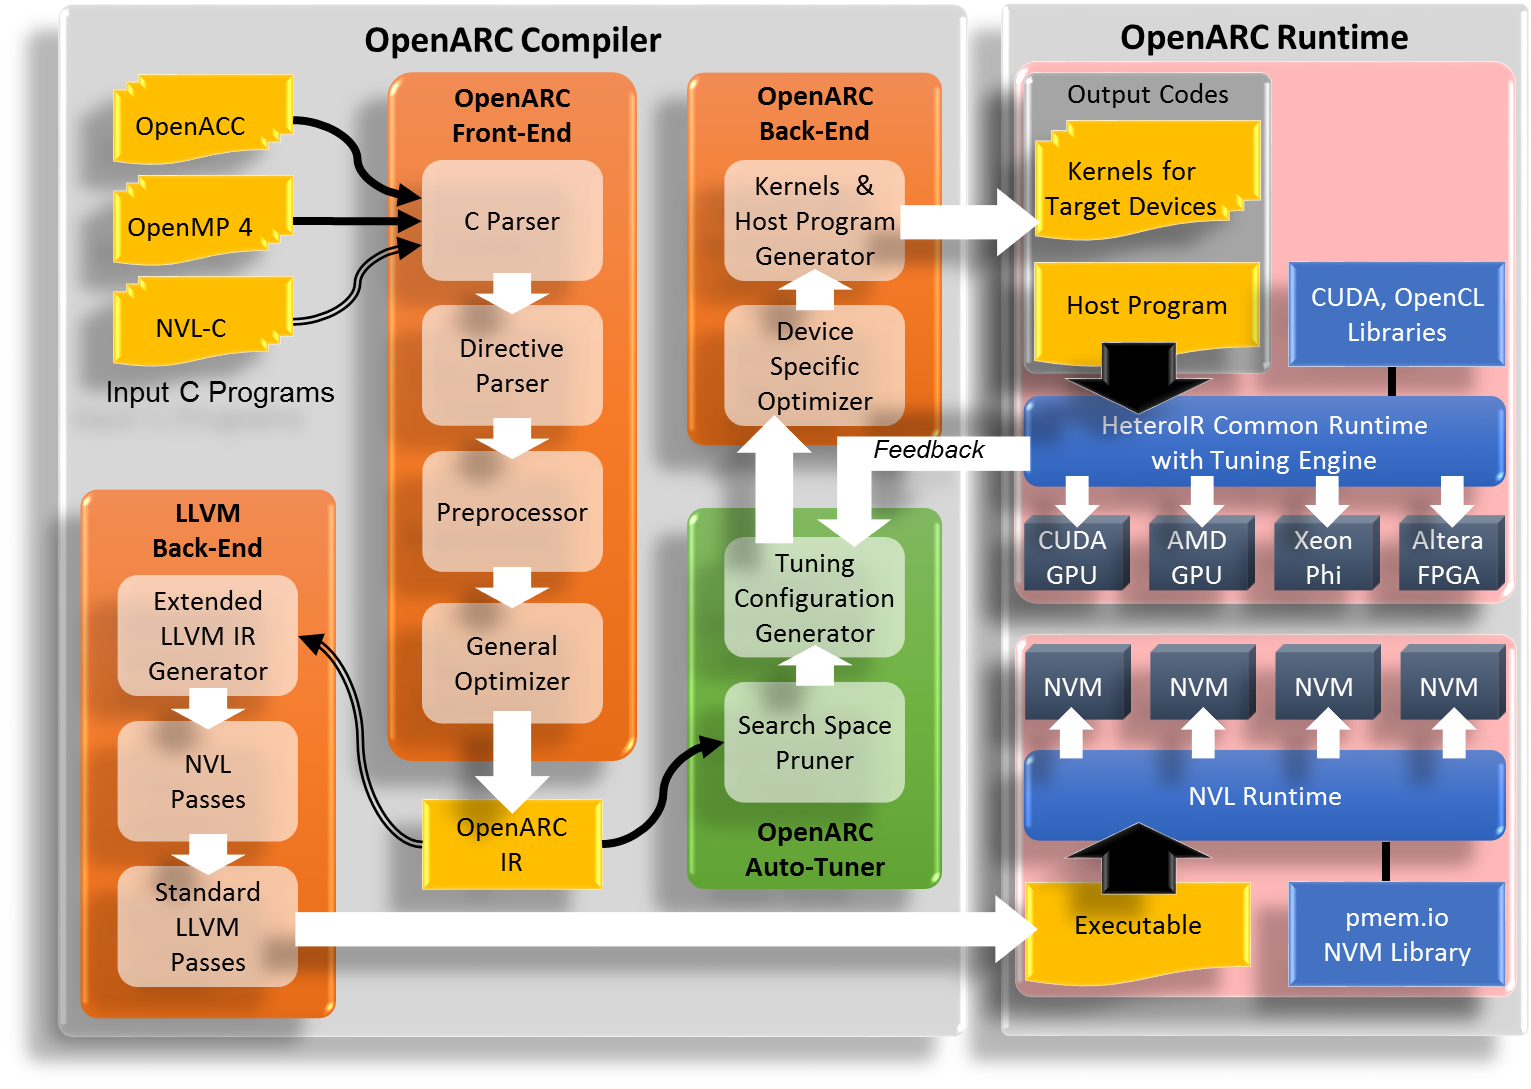 OpenARC Compiler
OpenACC
OpenMP 4
NVL-C
Input C Programs
OpenARC
Front-End
C Parser
Directive
Parser
Preprocessor
General
Optimizer
OpenARC
IR
LLVM
Back-End
Extended
LLVM IR
Generator
NVL
Passes
Standard
LLVM
Passes
OpenARC
Back-End
Kernels &
Host Program
Generator
Device
Specific
Optimizer
Feedback
Tuning
Configuration
Generator
Search Space
Pruner
OpenARC
Auto-Tuner
OpenARC Runtime
Output Codes
Kernels for
Target Devices
Host Program
CUDA, OpenCL
Libraries
HeteroIR Common Runtime
with Tuning Engine
CUDA
GPU
AMD
GPU
Xeon
Phi
Altera
FPGA
NVM
NVM
NVM
NVM
NVL Runtime
Executable
pmem.io
NVM Library